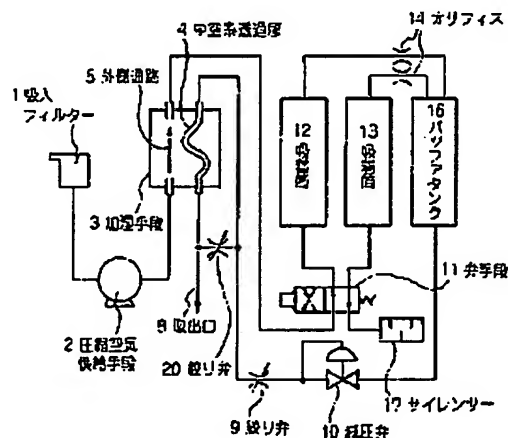 4 中空糸透過膜
14 オリフィス
5 外側通路
1 吸入
フィルター
12
13
16 バッファタンク
3 加湿手段
11 弁手段
2 圧縮空気
供給手段
8 吹出口
20 絞り弁
9 絞り弁
10 減圧弁
17 サイレンサー